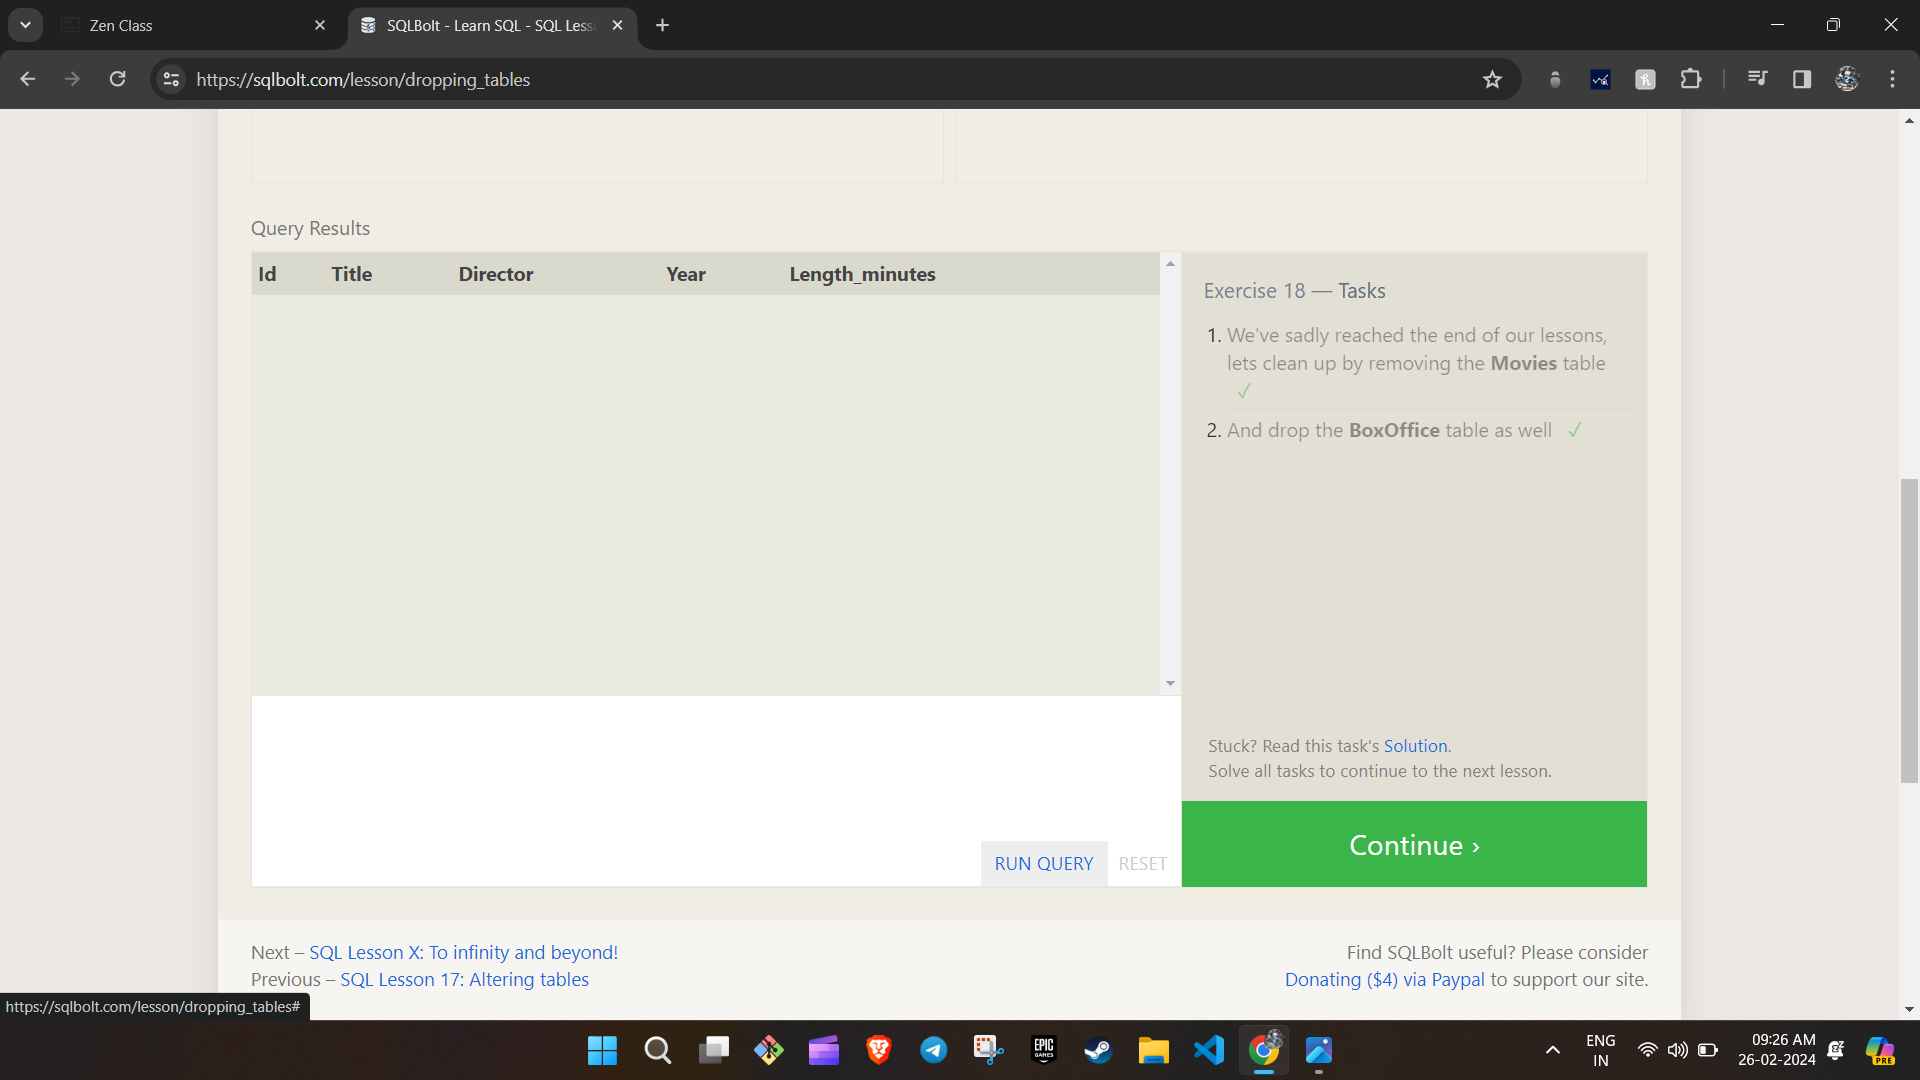 Zen Class
SQLBolt - Learn SQL - SQL Less
https://sqlbolt.com/lesson/dropping_tables
Query Results
Id Title Director Year Length_minutes
Exercise 18 — Tasks
1. We've sadly reached the end of our lessons,
lets clean up by removing the Movies table
✓
2. And drop the BoxOffice table as well ✓
Stuck? Read this task's Solution.
Solve all tasks to continue to the next lesson.
RUN QUERY RESET
Continue ›
Next – SQL Lesson X: To infinity and beyond!
Previous – SQL Lesson 17: Altering tables
Find SQLBolt useful? Please consider
Donating ($4) via Paypal to support our site.
https://sqlbolt.com/lesson/dropping_tables#
EPIC
GAMES
ENG
IN
09:26 AM
26-02-2024
PRE